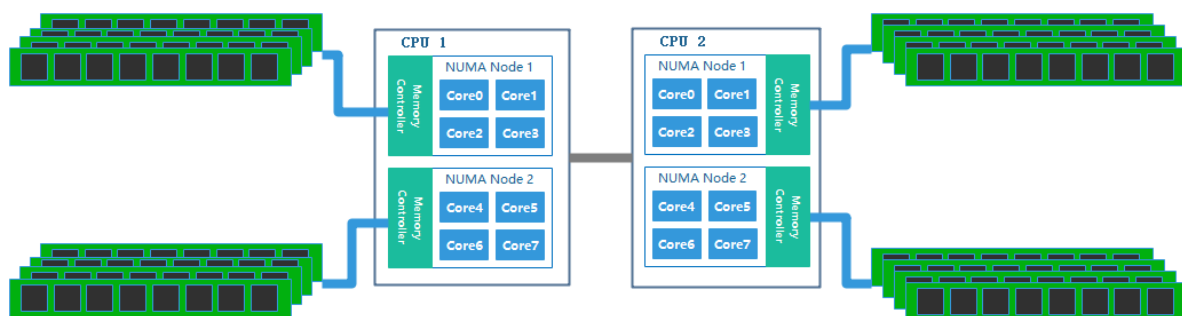 CPU 1
NUMA Node 1
Memory
Controller
Core0 Core1
Core2 Core3
NUMA Node 2
Memory
Controller
Core4 Core5
Core6 Core7
CPU 2
NUMA Node 1
Core0 Core1
Core2 Core3
Memory
Controller
NUMA Node 2
Core4 Core5
Core6 Core7
Memory
Controller